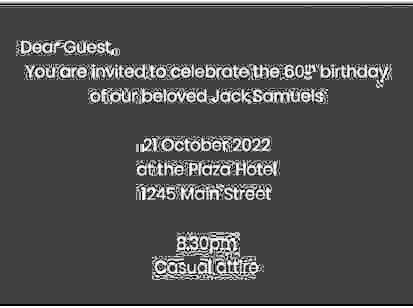 Dear Guest,
You are invited to celebrate the 60th birthday
of our beloved Jack Samuels
21 October 2022
at the Plaza Hotel
1245 Main Street
8.30pm
Casual attire